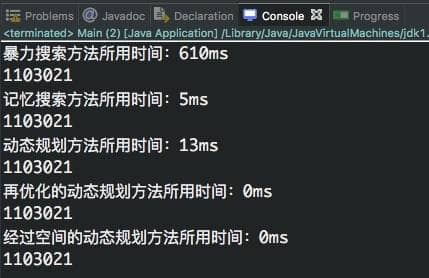 Problems @ Javadoc Declaration Console Progress
<terminated> Main (2) [Java Application] /Library/Java/JavaVirtualMachines/jdk1.
暴力搜索方法所用时间：610ms
1103021
记忆搜索方法所用时间：5ms
1103021
动态规划方法所用时间：13ms
1103021
再优化的动态规划方法所用时间：0ms
1103021
经过空间的动态规划方法所用时间：0ms
1103021